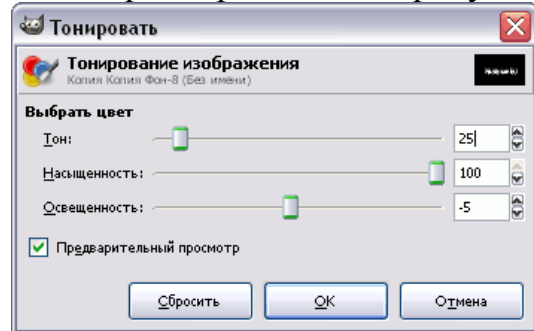 Тонировать
Тонирование изображения
Копия Копия Фон-8 (Без имени)
Выбрать цвет
Тон: 25
Насыщенность: 100
Освещенность: -5
Предварительный просмотр
Сбросить OK Отмена